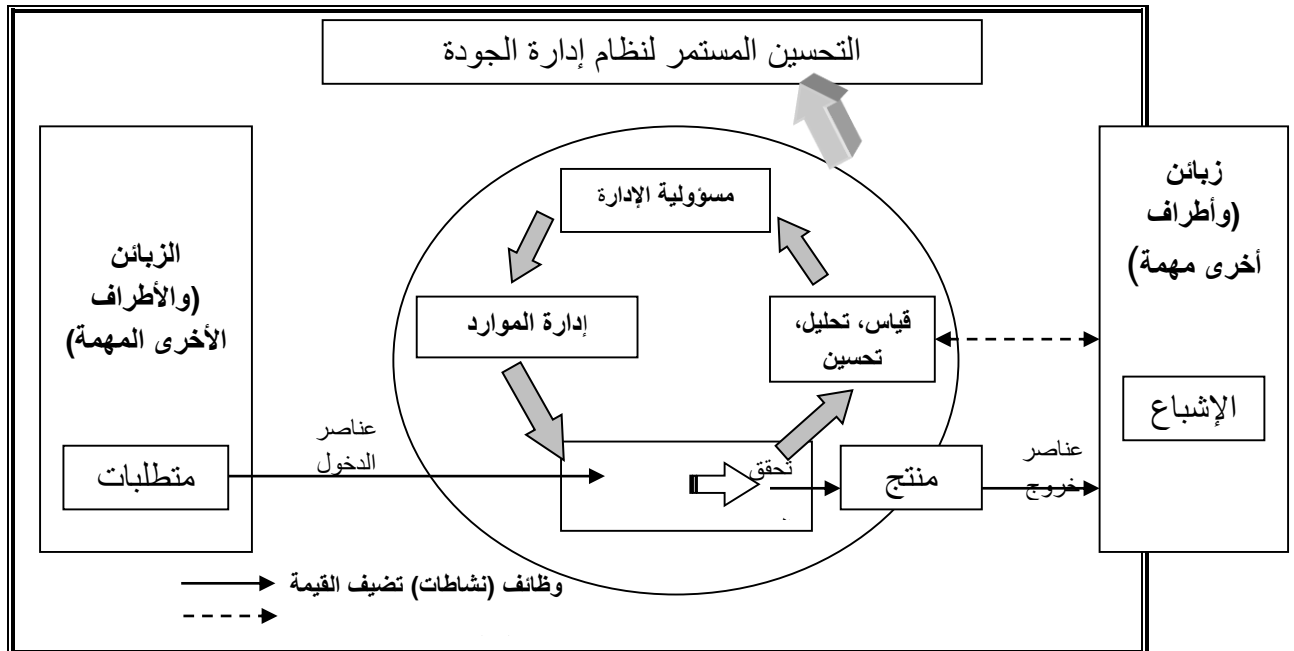 التحسين المستمر لنظام إدارة الجودة
زبائن
(وأطراف
أخرى مهمة)
مسؤولية الإدارة
الزبائن
(والأطراف
الأخرى المهمة)
إدارة الموارد
قياس، تحليل،
تحسين
الإشباع
عناصر
الدخول
تحقق
عناصر
خروج
متطلبات
منتج
وظائف (نشاطات) تضيف القيمة